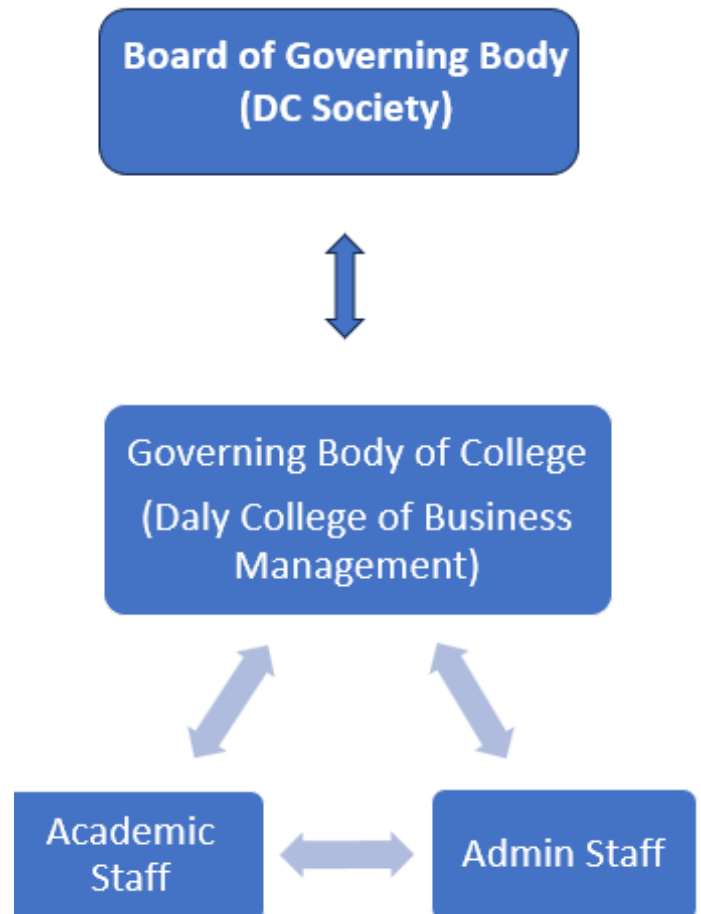 Board of Governing Body
(DC Society)
Governing Body of College
(Daly College of Business
Management)
Academic
Staff
Admin Staff